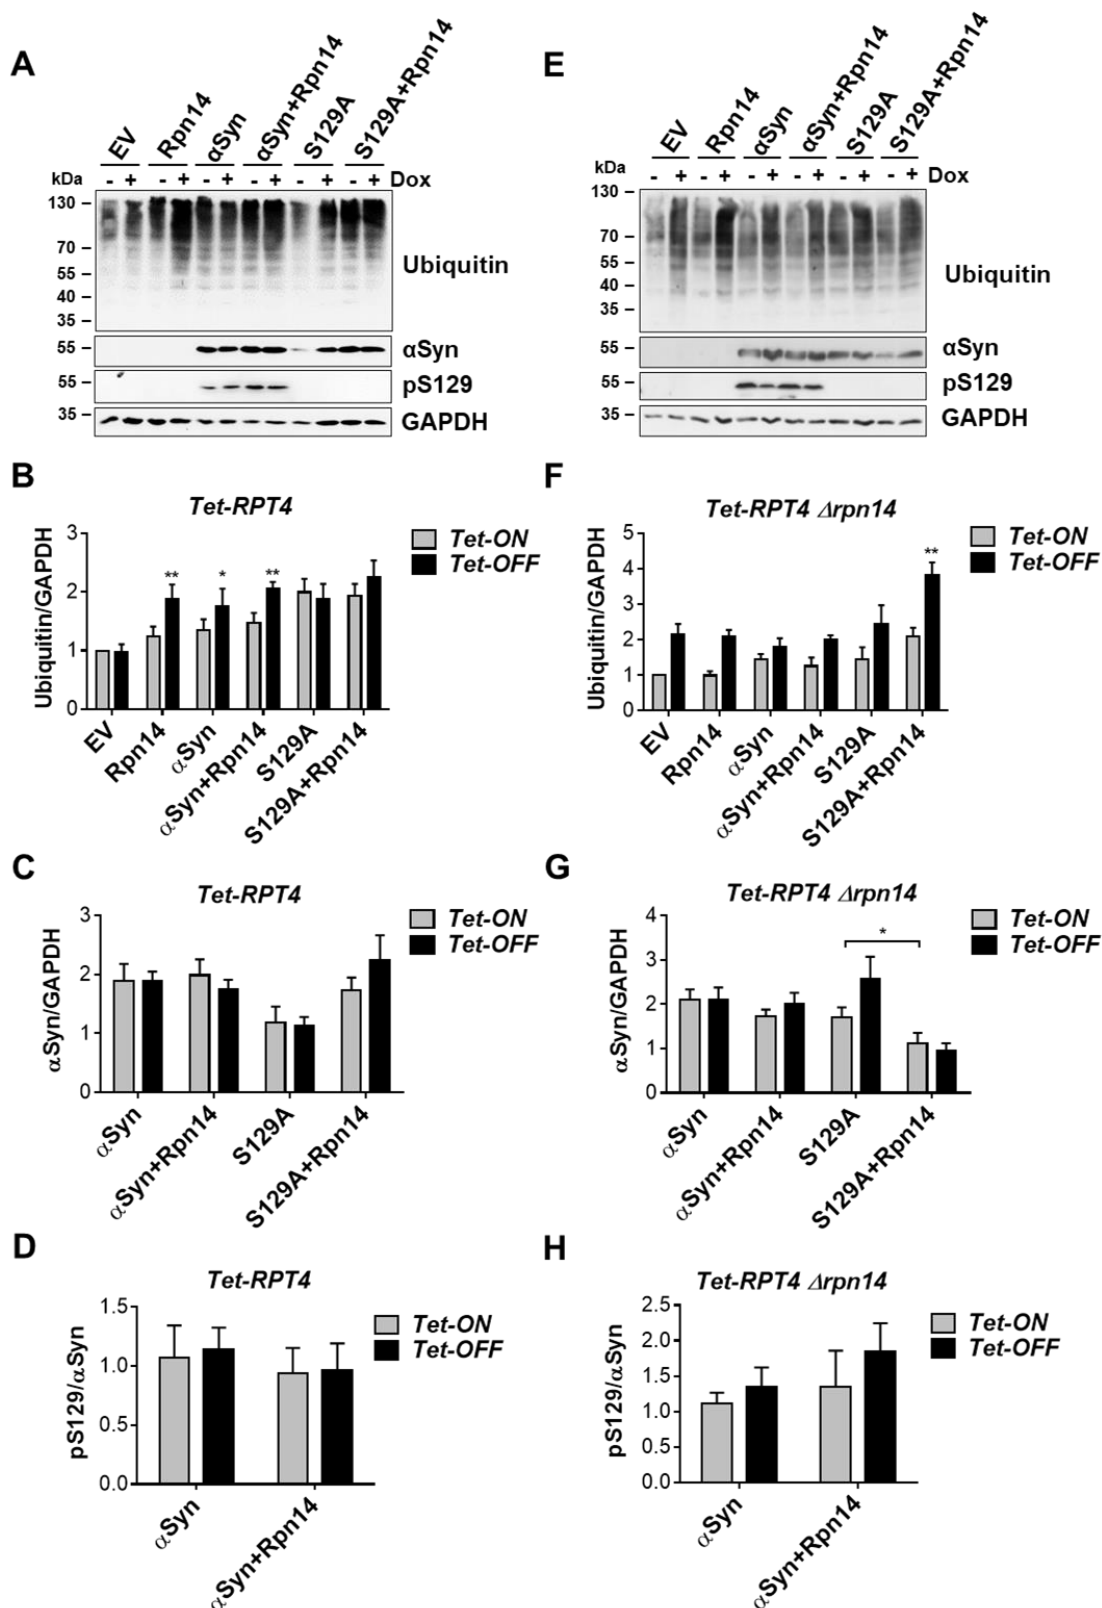 A
EV
Rpn14
αSyn
αSyn+Rpn14
S129A
S129A+Rpn14
kDa
- + - + - + - + - + - + Dox
130
70
55
40
35
Ubiquitin
55
αSyn
55
pS129
35
GAPDH
E
EV
Rpn14
αSyn
αSyn+Rpn14
S129A
S129A+Rpn14
kDa
- + - + - + - + - + - + Dox
130
70
55
40
35
Ubiquitin
55
αSyn
55
pS129
35
GAPDH
B
Tet-RPT4
Ubiquitin/GAPDH
3
2
1
0
** * **
Tet-ON
Tet-OFF
EV
Rpn14
αSyn
αSyn+Rpn14
S129A
S129A+Rpn14
F
Tet-RPT4 Δrpn14
Ubiquitin/GAPDH
5
4
3
2
1
0
**
Tet-ON
Tet-OFF
EV
Rpn14
αSyn
αSyn+Rpn14
S129A
S129A+Rpn14
C
Tet-RPT4
αSyn/GAPDH
3
2
1
0
Tet-ON
Tet-OFF
αSyn
αSyn+Rpn14
S129A
S129A+Rpn14
G
Tet-RPT4 Δrpn14
αSyn/GAPDH
4
3
2
1
0
*
Tet-ON
Tet-OFF
αSyn
αSyn+Rpn14
S129A
S129A+Rpn14
D
Tet-RPT4
pS129/αSyn
1.5
1.0
0.5
0.0
Tet-ON
Tet-OFF
αSyn
αSyn+Rpn14
H
Tet-RPT4 Δrpn14
pS129/αSyn
2.5
2.0
1.5
1.0
0.5
0.0
Tet-ON
Tet-OFF
αSyn
αSyn+Rpn14